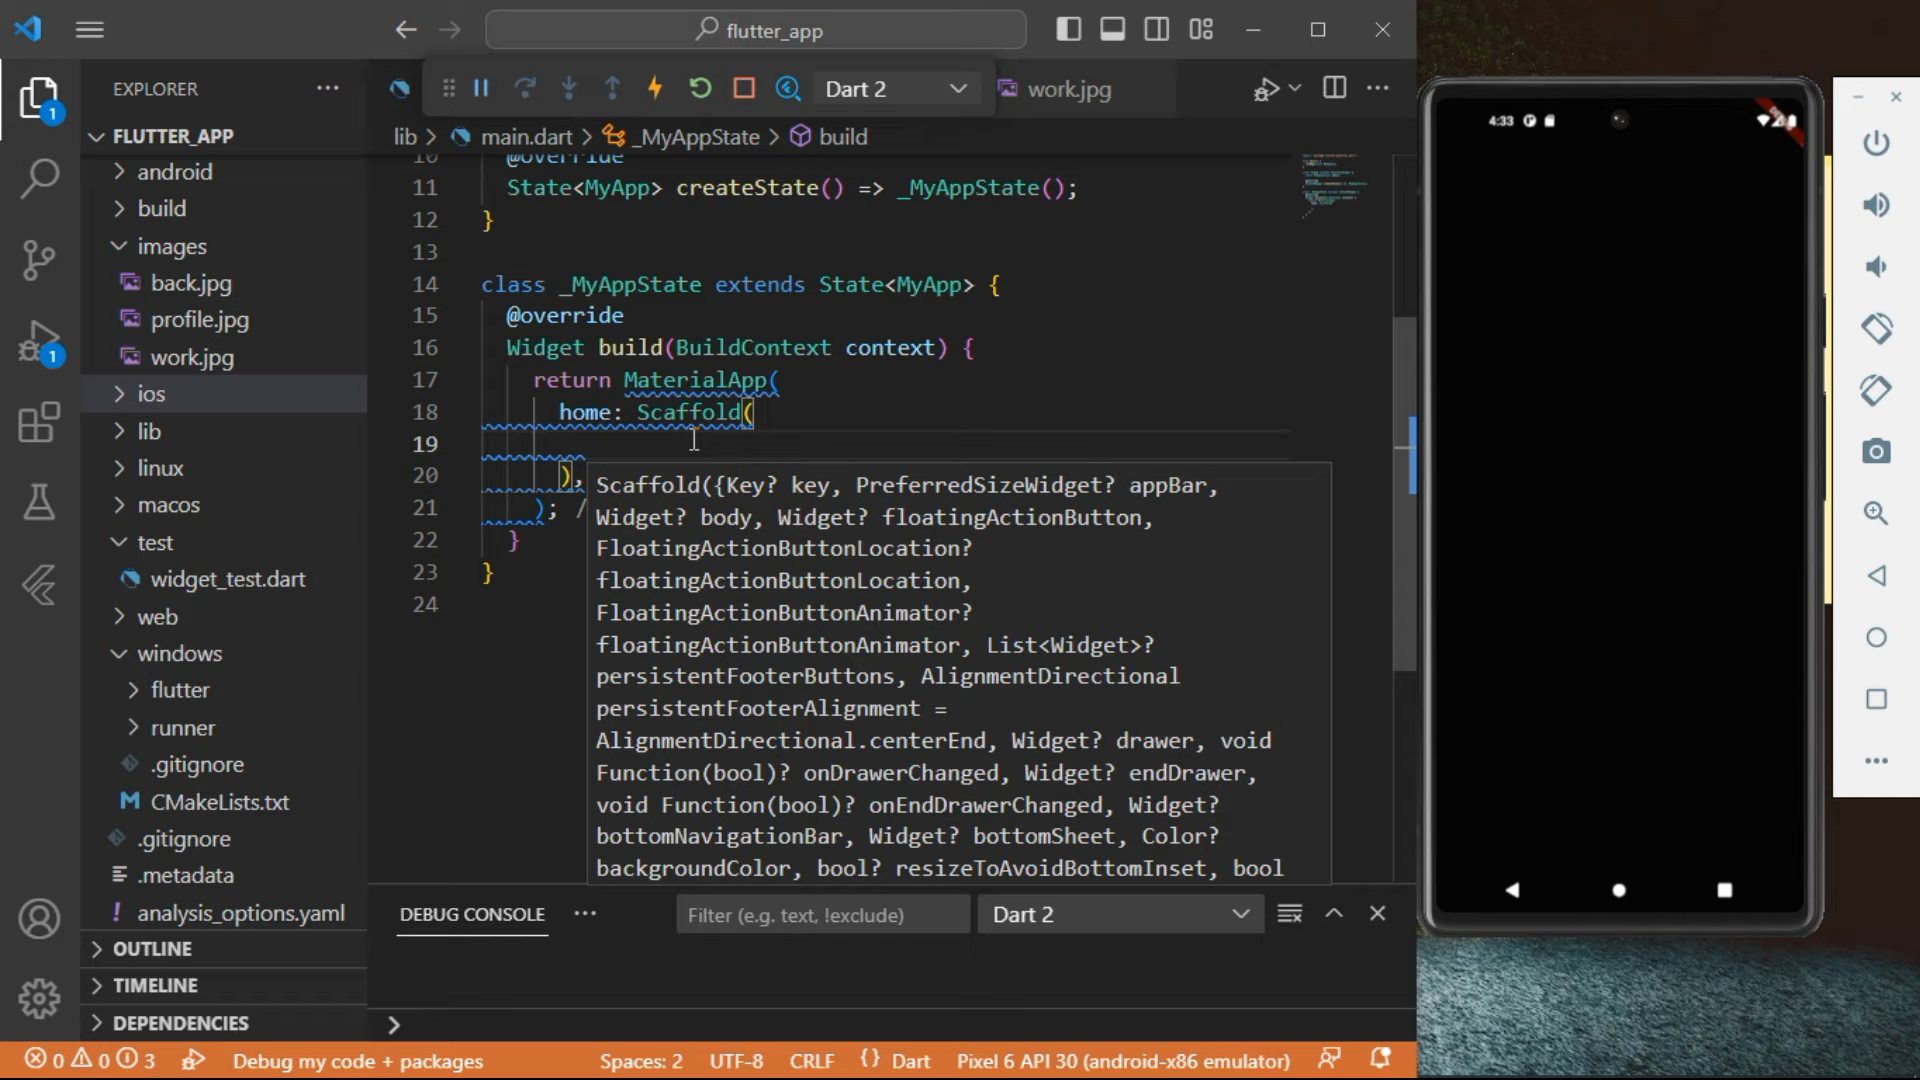 flutter_app
EXPLORER
Dart 2
work.jpg
FLUTTER_APP
lib > main.dart > _MyAppState > build
android
build
images
back.jpg
profile.jpg
work.jpg
ios
lib
linux
macos
test
widget_test.dart
web
windows
flutter
runner
.gitignore
CMakeLists.txt
.gitignore
.metadata
analysis_options.yaml
OUTLINE
TIMELINE
DEPENDENCIES
1
1
10 @override
11 State<MyApp> createState() => _MyAppState();
12 }
13
14 class _MyAppState extends State<MyApp> {
15 @override
16 Widget build(BuildContext context) {
17 return MaterialApp(
18 home: Scaffold(
19
20 ),
21 ); /
22 }
23 }
24
Scaffold({Key? key, PreferredSizeWidget? appBar,
Widget? body, Widget? floatingActionButton,
FloatingActionButtonLocation?
floatingActionButtonLocation,
FloatingActionButtonAnimator?
floatingActionButtonAnimator, List<Widget>?
persistentFooterButtons, AlignmentDirectional
persistentFooterAlignment =
AlignmentDirectional.centerEnd, Widget? drawer, void
Function(bool)? onDrawerChanged, Widget? endDrawer,
void Function(bool)? onEndDrawerChanged, Widget?
bottomNavigationBar, Widget? bottomSheet, Color?
backgroundColor, bool? resizeToAvoidBottomInset, bool
DEBUG CONSOLE
Filter (e.g. text, !exclude)
Dart 2
0 0 3
Debug my code + packages
Spaces: 2
UTF-8
CRLF
{} Dart
Pixel 6 API 30 (android-x86 emulator)
4:33